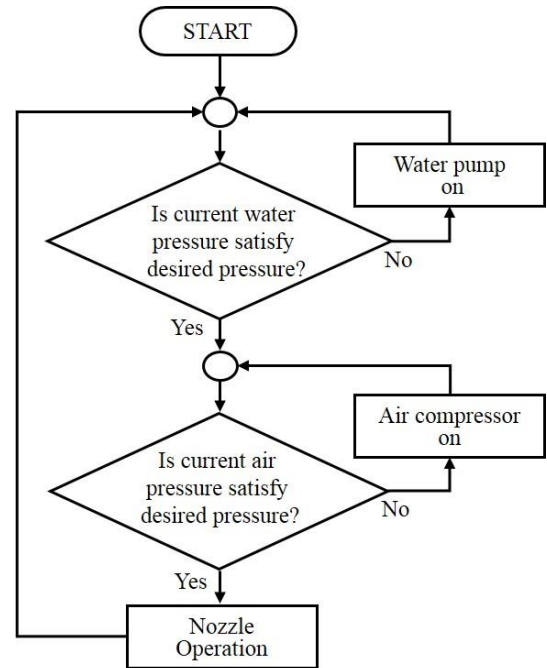 START
Water pump
on
Is current water
pressure satisfy
desired pressure?
No
Yes
Air compressor
on
Is current air
pressure satisfy
desired pressure?
No
Yes
Nozzle
Operation